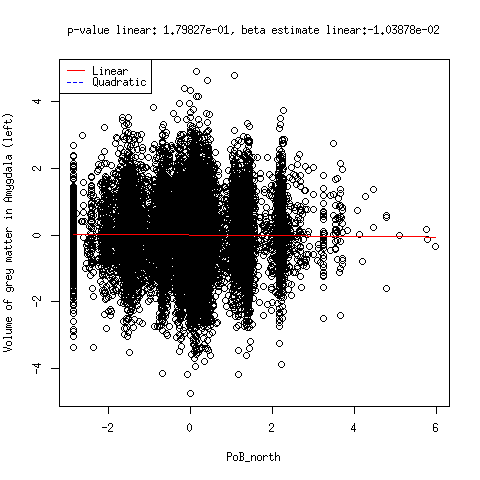 p-value linear: 1.79827e-01, beta estimate linear:-1.03878e-02
Linear
Quadratic
Volume of grey matter in Amygdala (left)
4
2
0
-2
-4
-2 0 2 4 6
PoB_north